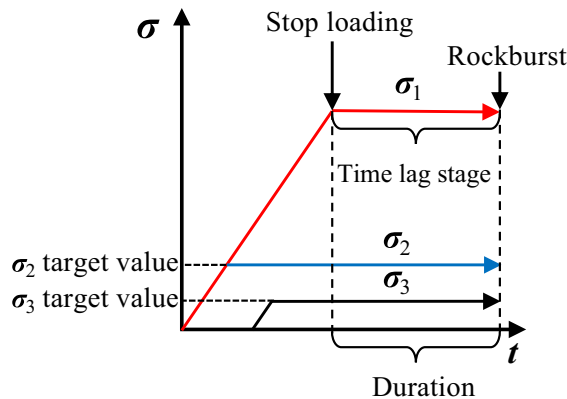 σ
Stop loading
Rockburst
σ₁
Time lag stage
σ₂
σ₂ target value
σ₃
σ₃ target value
t
Duration